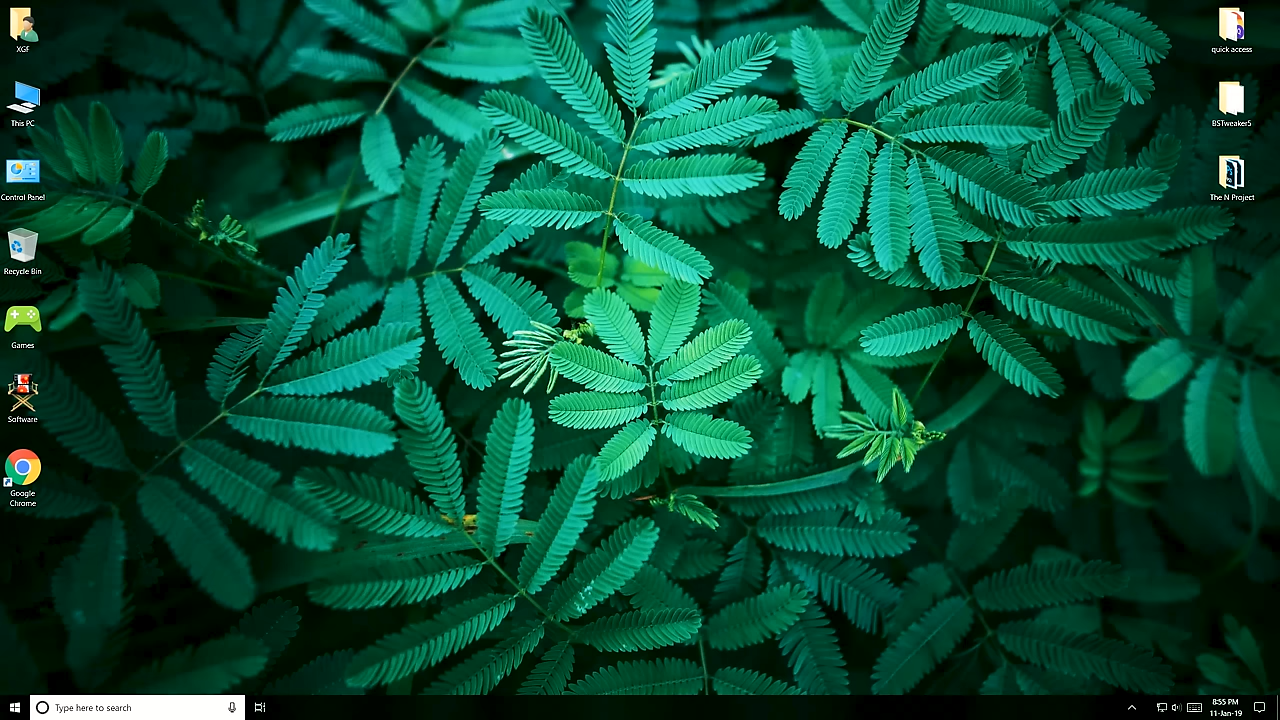 XGF
This PC
Control Panel
Recycle Bin
Games
Software
Google
Chrome
quick access
BSTweaker5
The N Project
Type here to search
8:55 PM
11-Jan-19